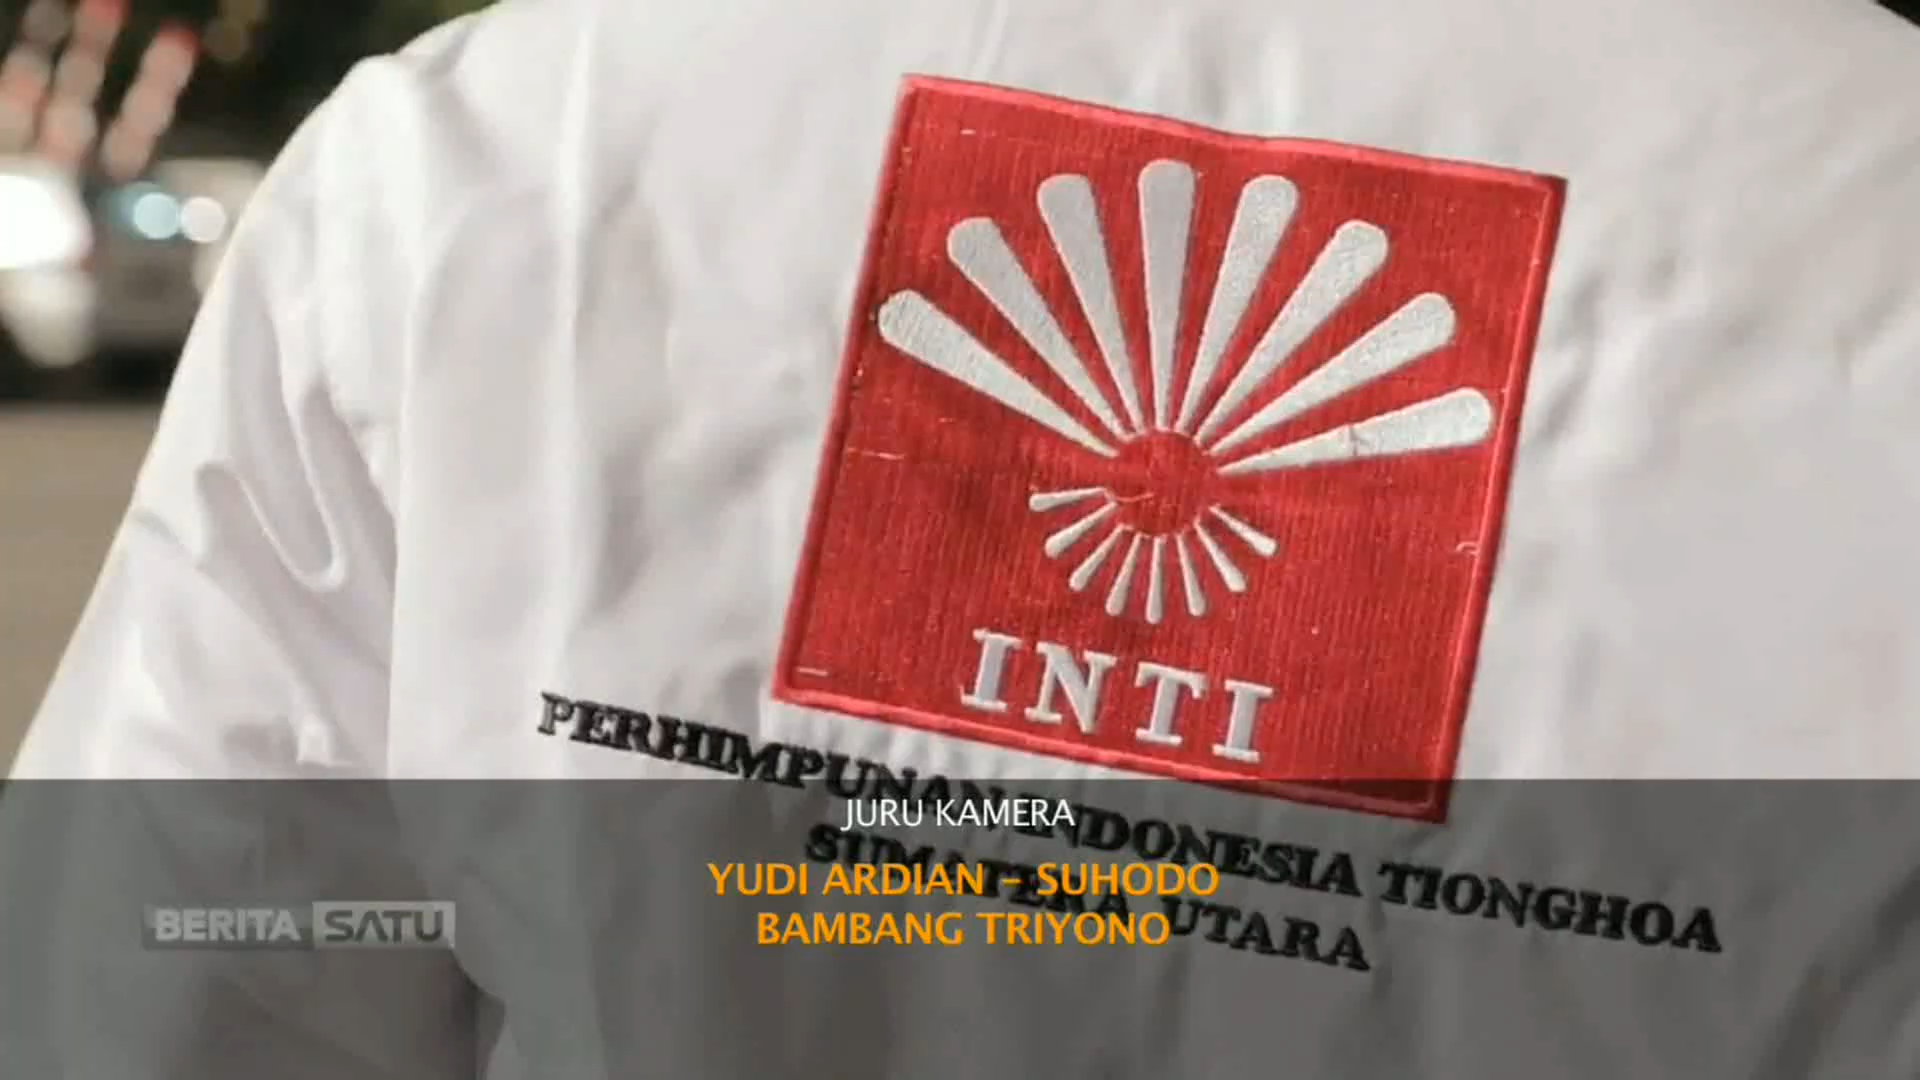 INTI
PERHIMPUNAN INDONESIA TIONGHOA
SUMATERA UTARA
JURU KAMERA
YUDI ARDIAN - SUHODO
BAMBANG TRIYONO
BERITA SATU